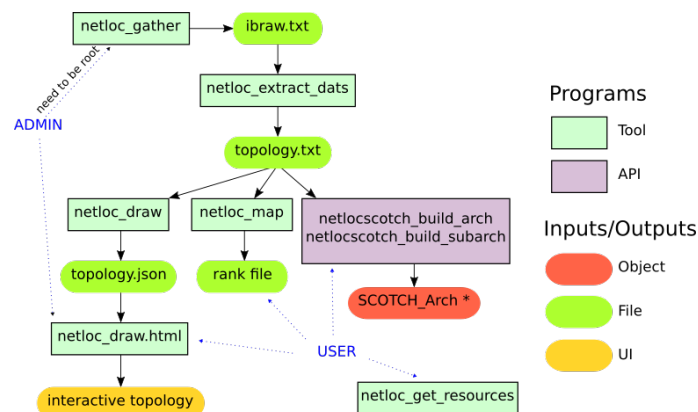 netloc_gather
ibraw.txt
need to be root
netloc_extract_dats
ADMIN
topology.txt
netloc_draw
netloc_map
netlocscotch_build_arch
netlocscotch_build_subarch
topology.json
rank file
SCOTCH_Arch *
netloc_draw.html
USER
interactive topology
netloc_get_resources
Programs
Tool
API
Inputs/Outputs
Object
File
UI